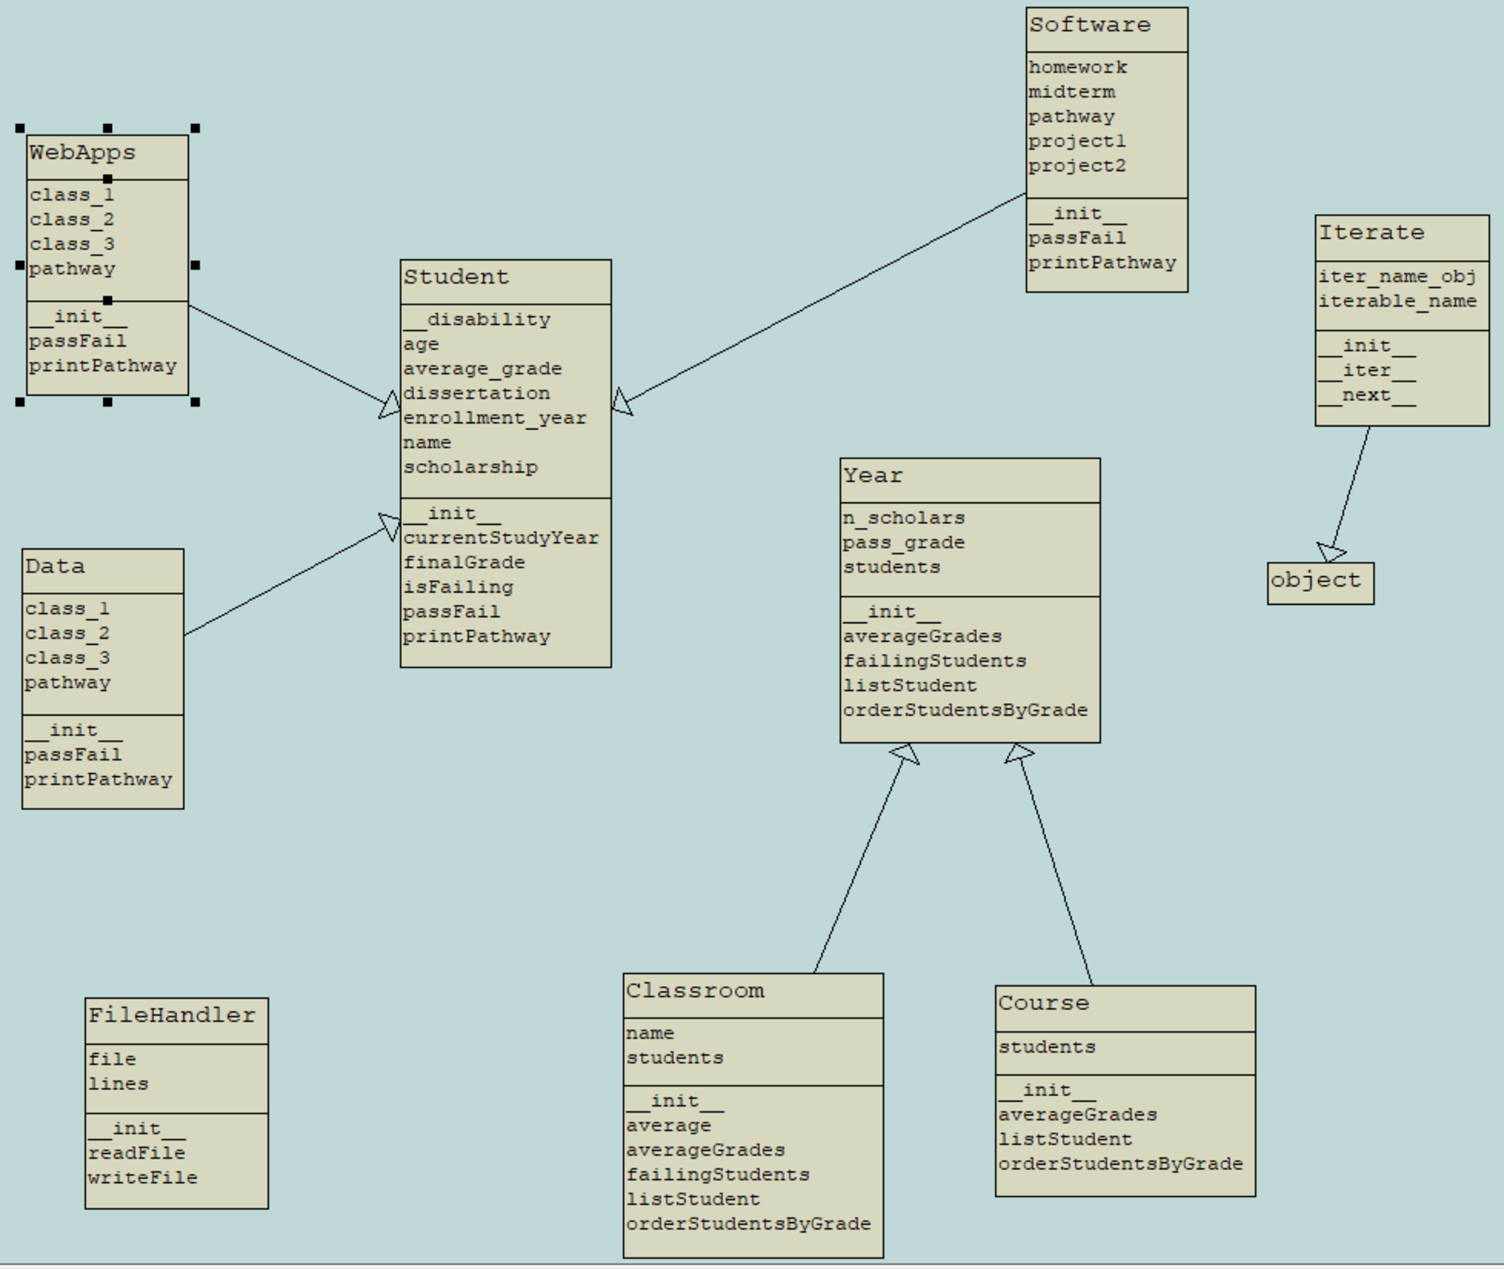 WebApps
class_1
class_2
class_3
pathway
__init__
passFail
printPathway
Student
__disability
age
average_grade
dissertation
enrollment_year
name
scholarship
__init__
currentStudyYear
finalGrade
isFailing
passFail
printPathway
Software
homework
midterm
pathway
project1
project2
__init__
passFail
printPathway
Iterate
iter_name_obj
iterable_name
__init__
__iter__
__next__
object
Year
n_scholars
pass_grade
students
__init__
averageGrades
failingStudents
listStudent
orderStudentsByGrade
Data
class_1
class_2
class_3
pathway
__init__
passFail
printPathway
FileHandler
file
lines
__init__
readFile
writeFile
Classroom
name
students
__init__
average
averageGrades
failingStudents
listStudent
orderStudentsByGrade
Course
students
__init__
averageGrades
listStudent
orderStudentsByGrade